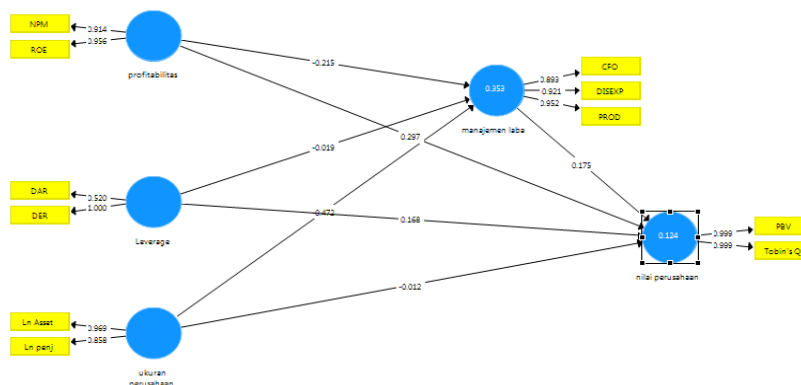 NPM
0.914
0.956
ROE
profitabilitas
-0.215
0.893
CFO
0.353
0.921
DISEXP
0.952
PROD
manajemen laba
0.297
-0.019
0.175
DAR
0.520
1.000
DER
Leverage
0.168
0.124
0.999
PBV
0.999
Tobin's Q
nilai perusahaan
-0.012
Ln Asset
0.969
0.858
Ln penj
ukuran
perusahaan